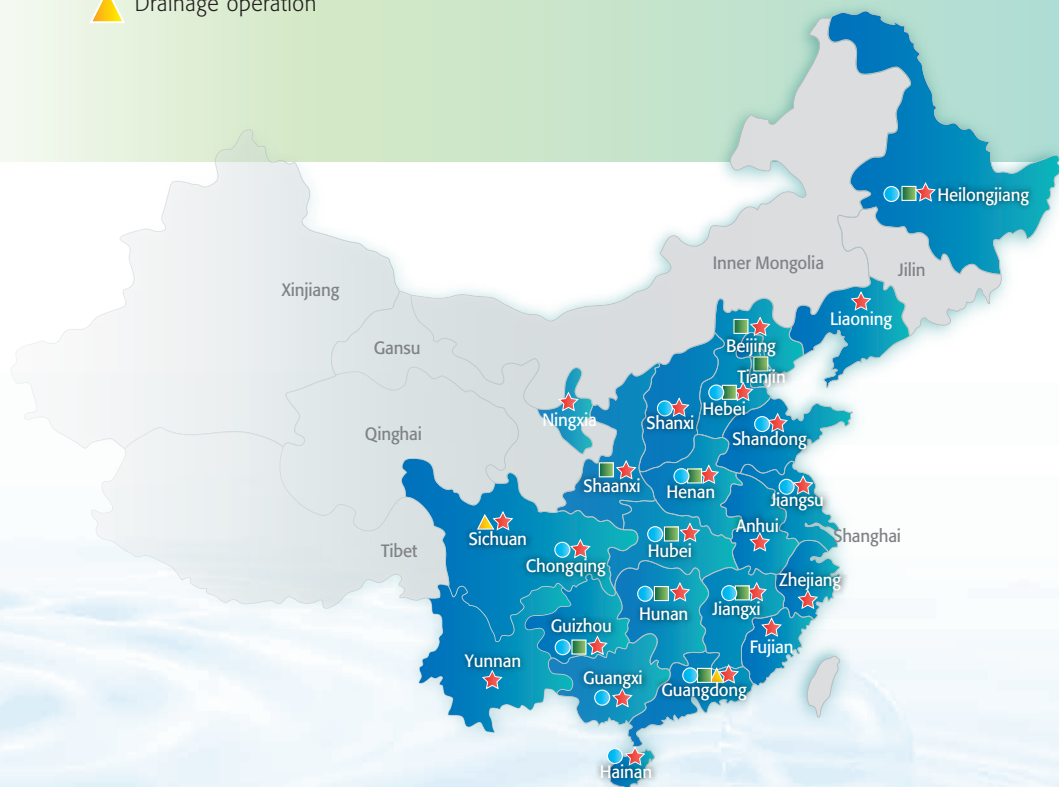 Drainage operation
Heilongjiang
Inner Mongolia
Jilin
Xinjiang
Liaoning
Beijing
Gansu
Tianjin
Hebei
Ningxia
Shanxi
Qinghai
Shandong
Shaanxi
Henan
Jiangsu
Anhui
Sichuan
Shanghai
Tibet
Hubei
Chongqing
Zhejiang
Hunan
Jiangxi
Guizhou
Fujian
Yunnan
Guangxi
Guangdong
Hainan